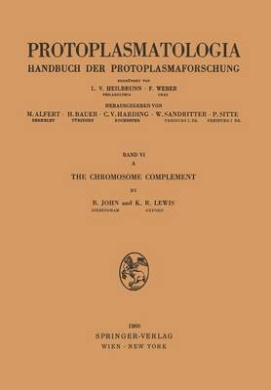 PROTOPLASMATOLOGIA
HANDBUCH DER PROTOPLASMAFORSCHUNG
BEGRÜNDET VON
L. V. HEILBRUNN · F. WEBER
PHILADELPHIA GRAZ
HERAUSGEGEBEN VON
M. ALFERT · H. BAUER · C. V. HARDING · W. SANDRITTER · P. SITTE
BERKELEY TÜBINGEN ROCHESTER FREIBURG I. BR. FREIBURG I. BR.
BAND VI
A
THE CHROMOSOME COMPLEMENT
BY
B. JOHN and K. R. LEWIS
BIRMINGHAM OXFORD
1968
SPRINGER-VERLAG
WIEN · NEW YORK